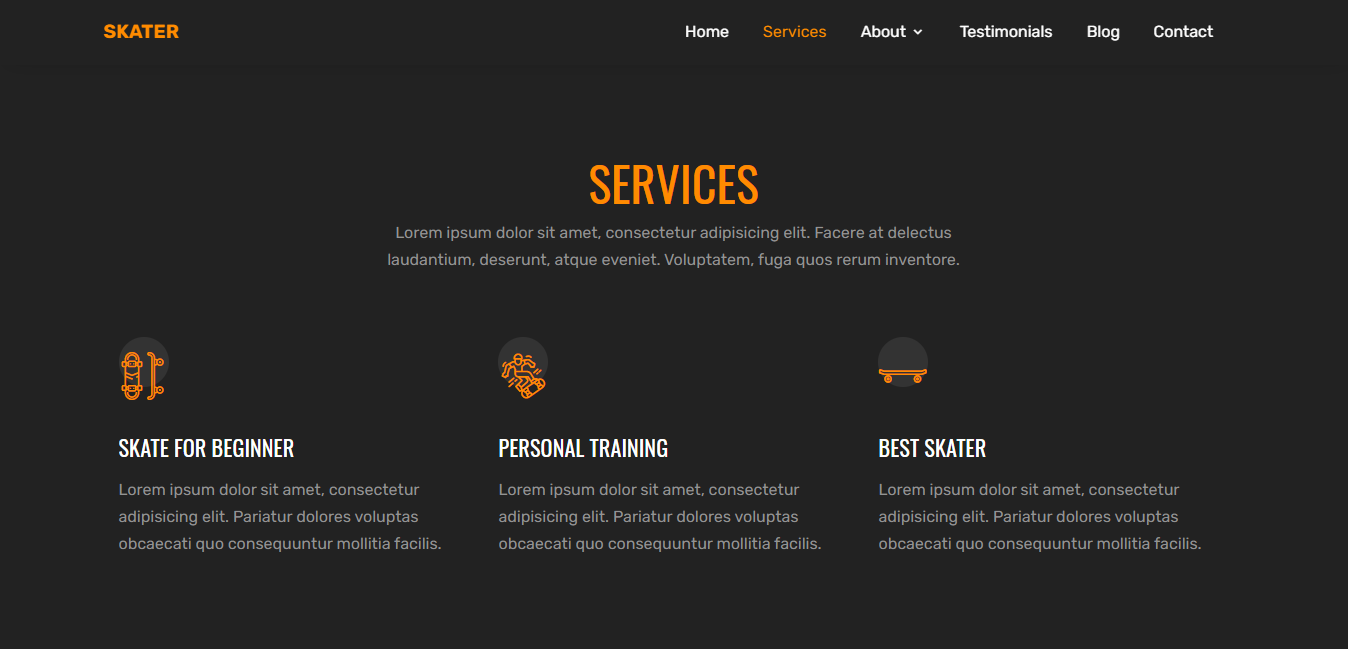 SKATER
Home Services About Testimonials Blog Contact
SERVICES
Lorem ipsum dolor sit amet, consectetur adipisicing elit. Facere at delectus
laudantium, deserunt, atque eveniet. Voluptatem, fuga quos rerum inventore.
SKATE FOR BEGINNER
Lorem ipsum dolor sit amet, consectetur
adipisicing elit. Pariatur dolores voluptas
obcaecati quo consequuntur mollitia facilis.
PERSONAL TRAINING
Lorem ipsum dolor sit amet, consectetur
adipisicing elit. Pariatur dolores voluptas
obcaecati quo consequuntur mollitia facilis.
BEST SKATER
Lorem ipsum dolor sit amet, consectetur
adipisicing elit. Pariatur dolores voluptas
obcaecati quo consequuntur mollitia facilis.